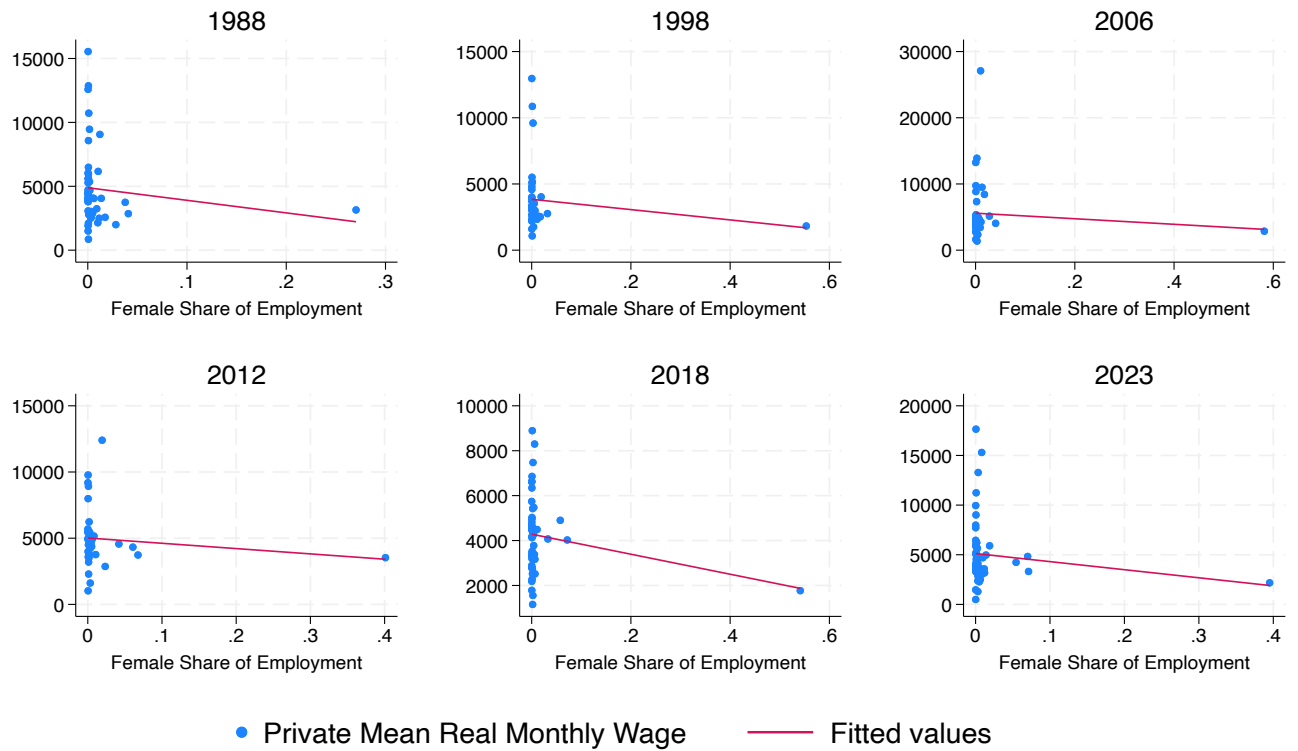 1988
15000
10000
5000
0
0 .1 .2 .3
Female Share of Employment
1998
15000
10000
5000
0
0 .2 .4 .6
Female Share of Employment
2006
30000
20000
10000
0
0 .2 .4 .6
Female Share of Employment
2012
15000
10000
5000
0
0 .1 .2 .3 .4
Female Share of Employment
2018
10000
8000
6000
4000
2000
0 .2 .4 .6
Female Share of Employment
2023
20000
15000
10000
5000
0
0 .1 .2 .3 .4
Female Share of Employment
Private Mean Real Monthly Wage Fitted values